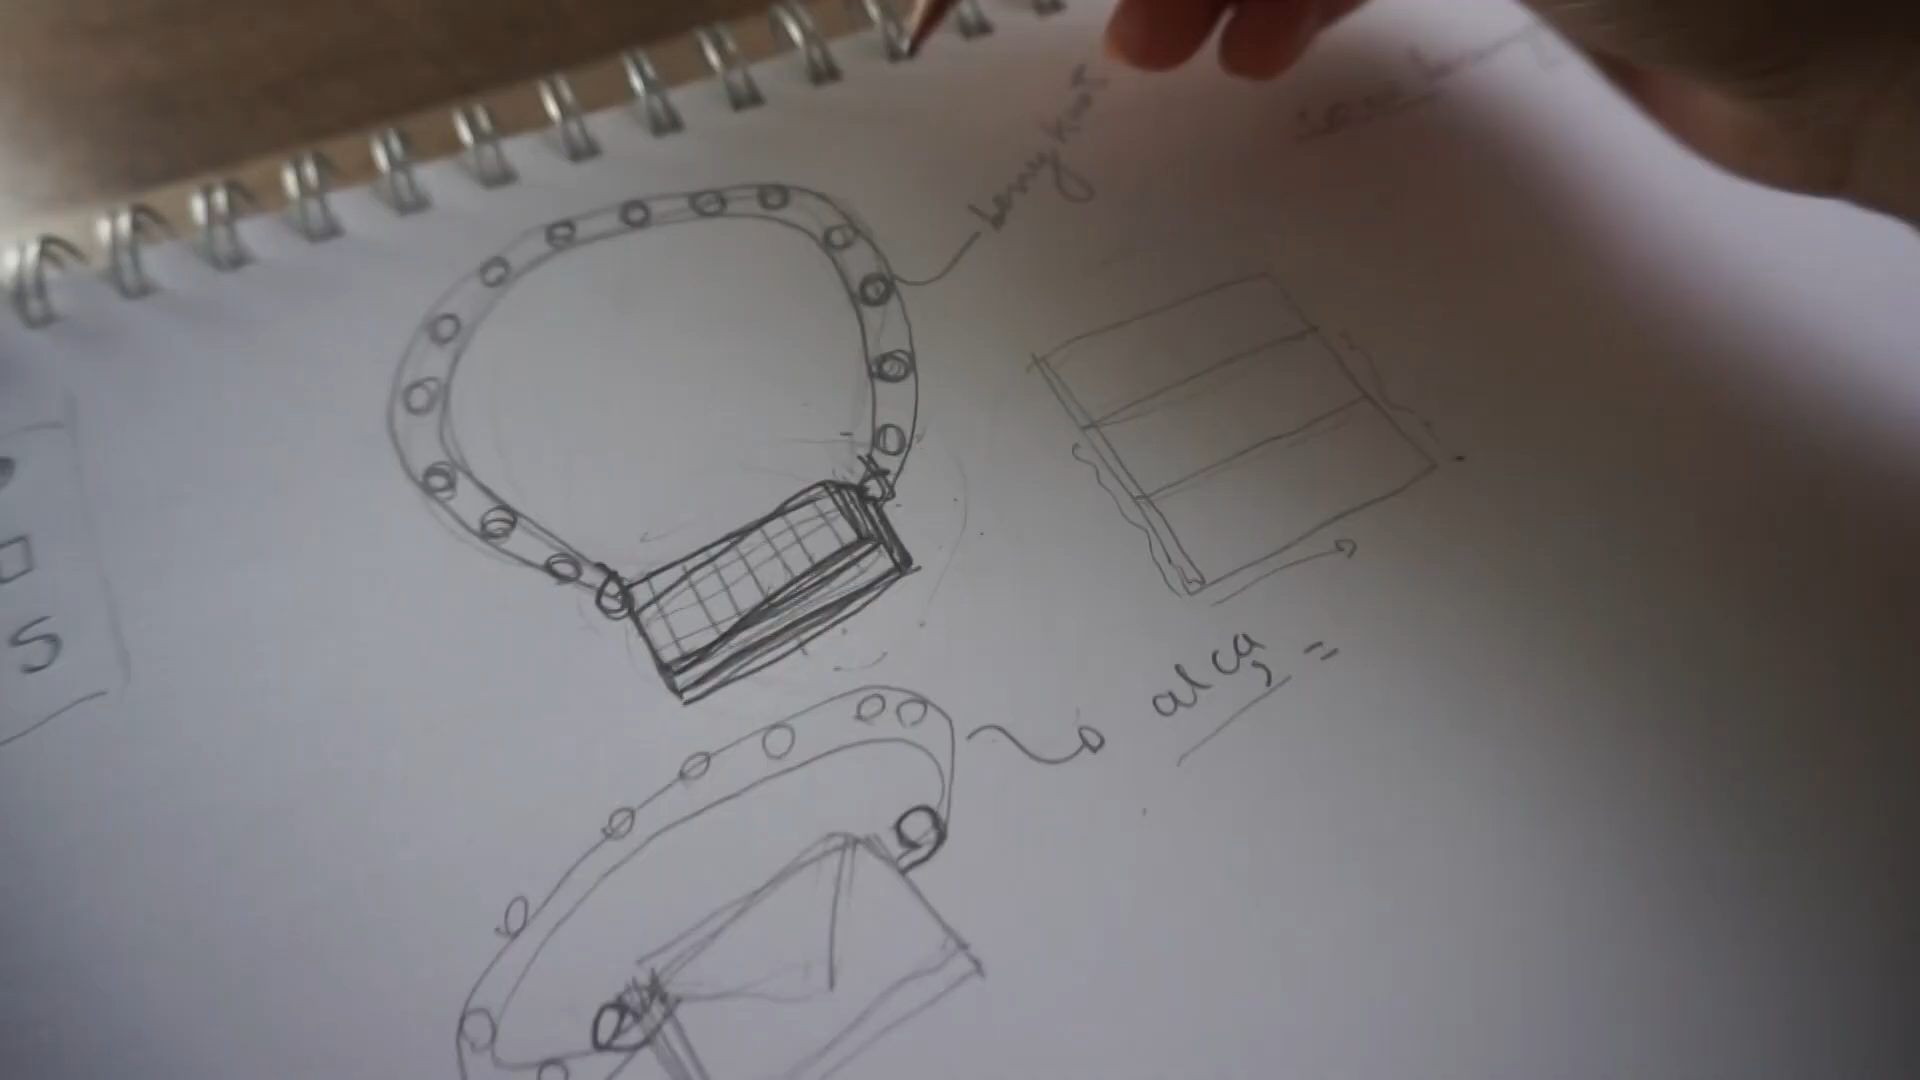 berry knot
alça =
S